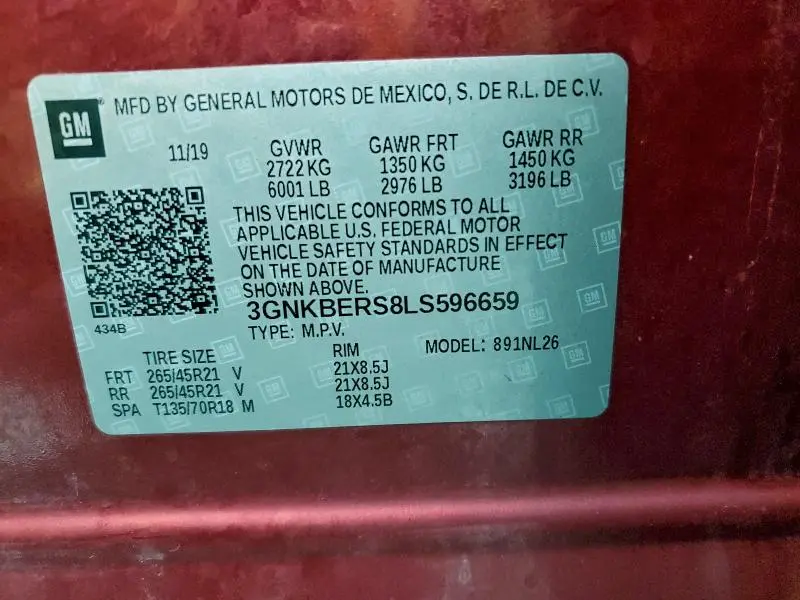 GM
MFD BY GENERAL MOTORS DE MEXICO, S. DE R.L. DE C.V.
11/19 GVWR GAWR FRT GAWR RR
2722 KG 1350 KG 1450 KG
6001 LB 2976 LB 3196 LB
THIS VEHICLE CONFORMS TO ALL
APPLICABLE U.S. FEDERAL MOTOR
VEHICLE SAFETY STANDARDS IN EFFECT
ON THE DATE OF MANUFACTURE
SHOWN ABOVE.
434B
3GNKBERS8LS596659
TYPE: M.P.V.
MODEL: 891NL26
TIRE SIZE RIM
FRT 265/45R21 V 21X8.5J
RR 265/45R21 V 21X8.5J
SPA T135/70R18 M 18X4.5B